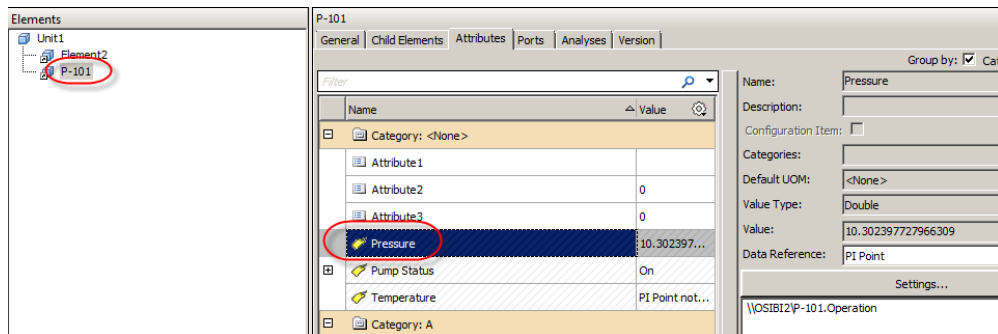 Elements
Unit1
Element2
P-101
P-101
General Child Elements Attributes Ports Analyses Version
Group by: Cat
Filter
Name Value
Category: <None>
Attribute1
Attribute2 0
Attribute3 0
Pressure 10.302397...
Pump Status On
Temperature PI Point not...
Category: A
Name: Pressure
Description:
Configuration Item:
Categories:
Default UOM: <None>
Value Type: Double
Value: 10.302397727966309
Data Reference: PI Point
Settings...
\\OSIBI2\P-101.Operation